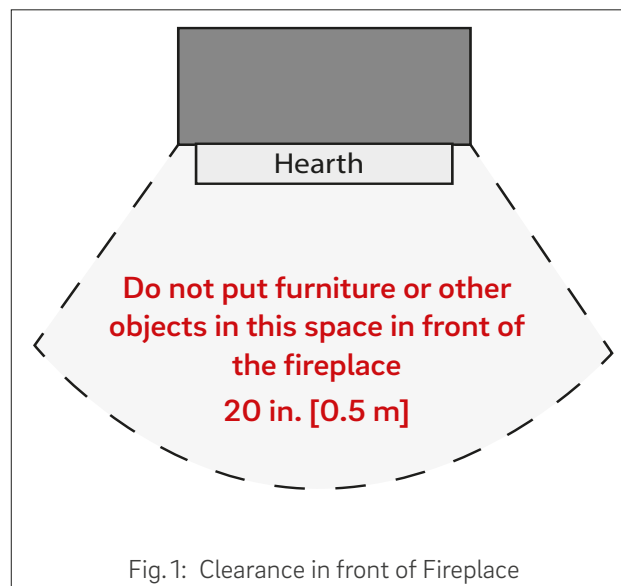 Hearth
Do not put furniture or other
objects in this space in front of
the fireplace
20 in. [0.5 m]
Fig. 1: Clearance in front of Fireplace